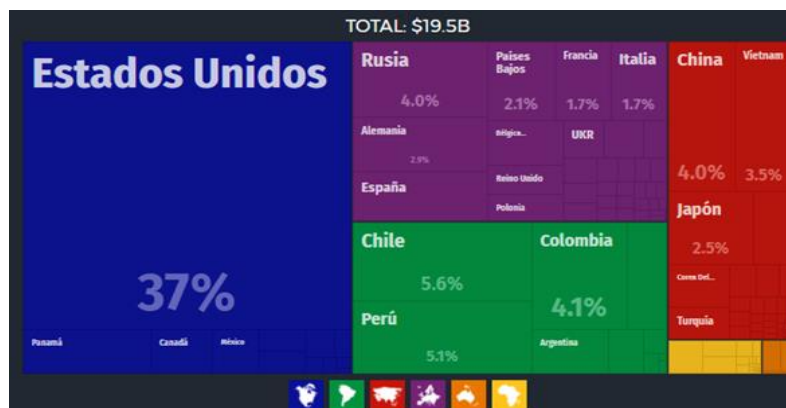 TOTAL: $19.5B
Estados Unidos
37%
Panamá
Canadá
México
Rusia
4.0%
Alemania
2.9%
España
Países
Bajos
2.1%
Francia
1.7%
Italia
1.7%
Bélgica...
UKR
Reino Unido
Polonia
Chile
5.6%
Perú
5.1%
Colombia
4.1%
Argentina
China
4.0%
Vietnam
3.5%
Japón
2.5%
Corea Del...
Turquía